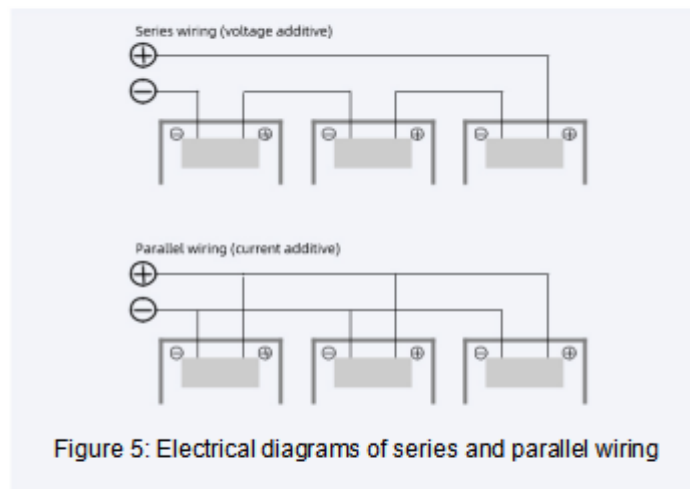 Series wiring (voltage additive)
+
−
− + − + − +
Parallel wiring (current additive)
+
−
− + − + − +
Figure 5: Electrical diagrams of series and parallel wiring